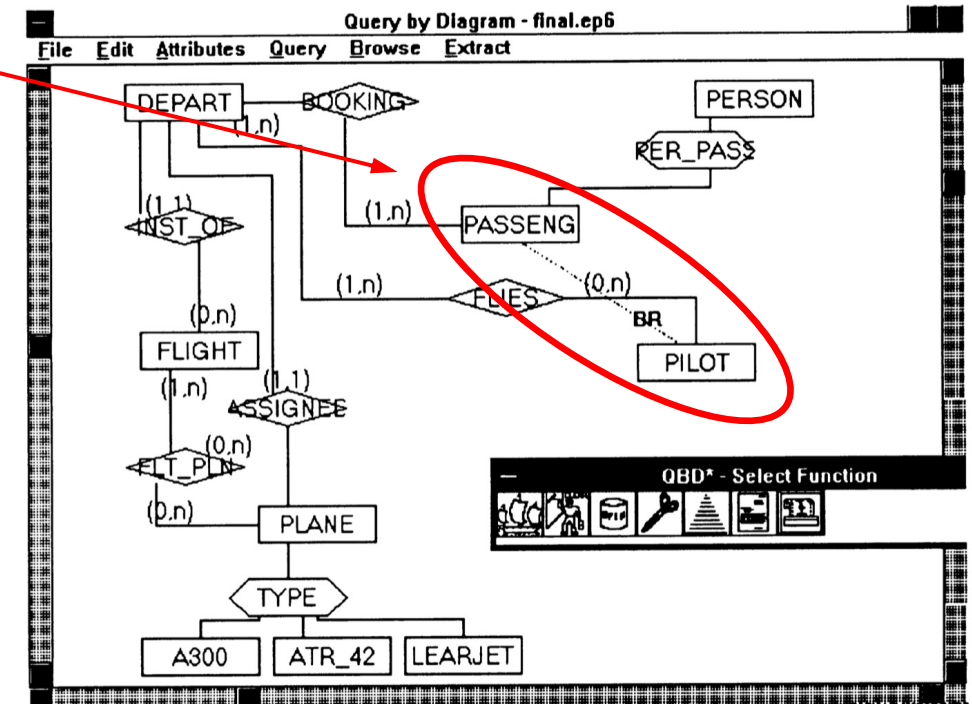 Query by Diagram - final.ep6
File Edit Attributes Query Browse Extract
DEPART
BOOKING
PERSON
(1,n)
PER_PASS
(1,1)
(1,n)
PASSENG
INST_OF
(1,n)
FLIES
(0,n)
(0,n)
BR
FLIGHT
PILOT
(1,n)
(1,1)
ASSIGNEE
(0,n)
FLT_PLN
QBD* - Select Function
(0,n)
PLANE
TYPE
A300
ATR_42
LEARJET